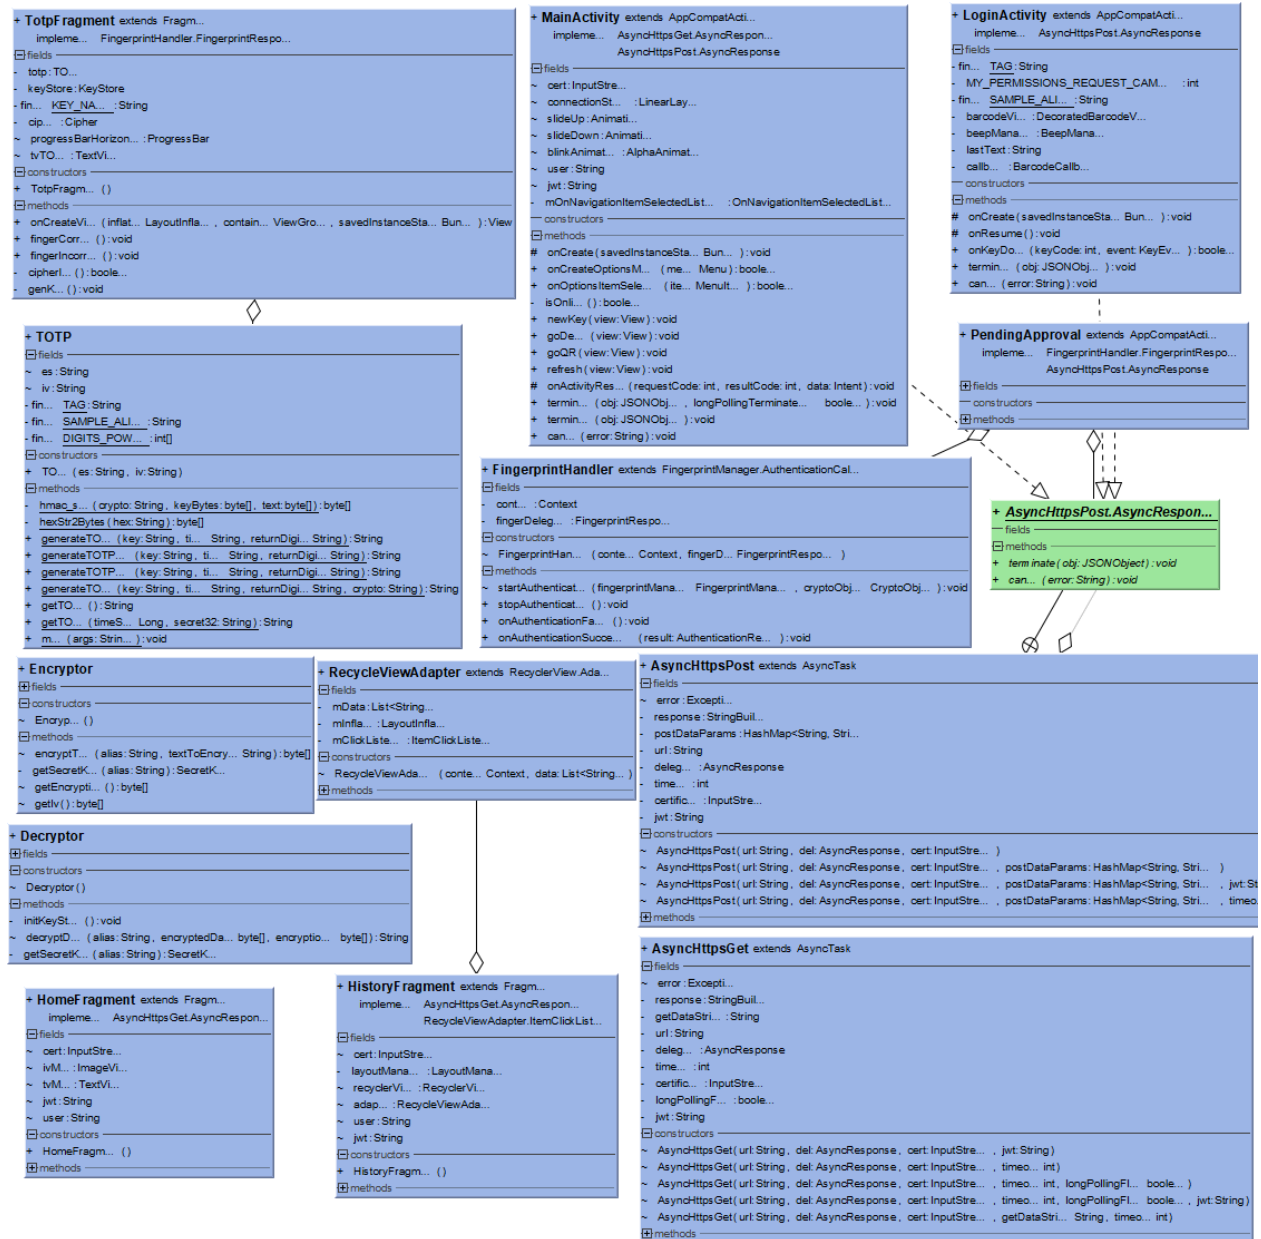 + TotpFragment extends Fragm...
impleme... FingerprintHandler.FingerprintRespo...
fields
- totp:TO...
- keyStore:KeyStore
- fin... KEY_NA... :String
- cip... :Cipher
~ progressBarHorizon... :ProgressBar
~ tvTO... :TextVi...
constructors
+ TotpFragm... ()
methods
+ onCreateVi... (inflat... LayoutInfla... , contain... ViewGro... , savedInstanceSta... Bun... ):View
+ fingerCorr... ():void
+ fingerIncorr... ():void
- cipherI... ():boole...
- genK... ():void
+ MainActivity extends AppCompatActi...
impleme... AsyncHttpsGet.AsyncRespon...
AsyncHttpsPost.AsyncResponse
fields
~ cert:InputStre...
~ connectionSt... :LinearLay...
~ slideUp:Animati...
~ slideDown:Animati...
~ blinkAnimat... :AlphaAnimat...
~ user:String
~ jwt:String
- mOnNavigationItemSelectedList... :OnNavigationItemSelectedList...
constructors
methods
# onCreate(savedInstanceSta... Bun... ):void
+ onCreateOptionsM... (me... Menu):boole...
+ onOptionsItemSele... (ite... MenuIt... ):boole...
- isOnli... ():boole...
+ newKey(view:View):void
+ goDe... (view:View):void
+ goQR(view:View):void
+ refresh(view:View):void
# onActivityRes... (requestCode:int, resultCode:int, data:Intent):void
+ termin... (obj:JSONObj... , longPollingTerminate... boole... ):void
+ termin... (obj:JSONObj... ):void
+ can... (error:String):void
+ LoginActivity extends AppCompatActi...
impleme... AsyncHttpsPost.AsyncResponse
fields
- fin... TAG:String
- MY_PERMISSIONS_REQUEST_CAM... :int
- fin... SAMPLE_ALI... :String
- barcodeVi... :DecoratedBarcodeV...
- beepMana... :BeepMana...
- lastText:String
- callb... :BarcodeCallb...
constructors
methods
# onCreate(savedInstanceSta... Bun... ):void
# onResume():void
+ onKeyDo... (keyCode:int, event:KeyEv... ):boole...
+ termin... (obj:JSONObj... ):void
+ can... (error:String):void
+ PendingApproval extends AppCompatActi...
impleme... FingerprintHandler.FingerprintRespo...
AsyncHttpsPost.AsyncResponse
fields
constructors
methods
+ TOTP
fields
~ es:String
~ iv:String
- fin... TAG:String
- fin... SAMPLE_ALI... :String
- fin... DIGITS_POW... :int[]
constructors
+ TO... (es:String, iv:String)
methods
- hmac_s... (crypto:String, keyBytes:byte[], text:byte[]):byte[]
- hexStr2Bytes(hex:String):byte[]
+ generateTO... (key:String, ti... String, returnDigi... String):String
+ generateTOTP... (key:String, ti... String, returnDigi... String):String
+ generateTOTP... (key:String, ti... String, returnDigi... String):String
+ generateTO... (key:String, ti... String, returnDigi... String, crypto:String):String
+ getTO... ():String
+ getTO... (timeS... Long, secret32:String):String
+ m... (args:Strin... ):void
+ FingerprintHandler extends FingerprintManager.AuthenticationCal...
fields
- cont... :Context
- fingerDeleg... :FingerprintRespo...
constructors
~ FingerprintHan... (conte... Context, fingerD... FingerprintRespo... )
methods
~ startAuthenticat... (fingerprintMana... FingerprintMana... , cryptoObj... CryptoObj... ):void
+ stopAuthenticat... ():void
+ onAuthenticationFa... ():void
+ onAuthenticationSucce... (result:AuthenticationRe... ):void
+ AsyncHttpsPost.AsyncRespon...
fields
methods
+ terminate(obj:JSONObject):void
+ can... (error:String):void
+ Encryptor
fields
constructors
~ Encryp... ()
methods
~ encryptT... (alias:String, textToEncry... String):byte[]
- getSecretK... (alias:String):SecretK...
~ getEncrypti... ():byte[]
~ getIv():byte[]
+ RecycleViewAdapter extends RecyclerView.Ada...
fields
- mData:List<String...
- mInfla... :LayoutInfla...
- mClickListe... :ItemClickListe...
constructors
~ RecycleViewAda... (conte... Context, data:List<String... )
methods
+ AsyncHttpsPost extends AsyncTask
fields
~ error:Excepti...
- response:StringBuil...
- postDataParams:HashMap<String, Stri...
- url:String
- deleg... :AsyncResponse
- time... :int
- certific... :InputStre...
- jwt:String
constructors
~ AsyncHttpsPost(url:String, del:AsyncResponse, cert:InputStre... )
~ AsyncHttpsPost(url:String, del:AsyncResponse, cert:InputStre... , postDataParams:HashMap<String, Stri... )
~ AsyncHttpsPost(url:String, del:AsyncResponse, cert:InputStre... , postDataParams:HashMap<String, Stri... , jwt:St
~ AsyncHttpsPost(url:String, del:AsyncResponse, cert:InputStre... , postDataParams:HashMap<String, Stri... , timeo...
methods
+ Decryptor
fields
constructors
~ Decryptor()
methods
- initKeySt... ():void
~ decryptD... (alias:String, encryptedDa... byte[], encryptio... byte[]):String
- getSecretK... (alias:String):SecretK...
+ AsyncHttpsGet extends AsyncTask
fields
~ error:Excepti...
- response:StringBuil...
- getDataStri... :String
- url:String
- deleg... :AsyncResponse
- time... :int
- certific... :InputStre...
- longPollingF... :boole...
- jwt:String
constructors
~ AsyncHttpsGet(url:String, del:AsyncResponse, cert:InputStre... , jwt:String)
~ AsyncHttpsGet(url:String, del:AsyncResponse, cert:InputStre... , timeo... int)
~ AsyncHttpsGet(url:String, del:AsyncResponse, cert:InputStre... , timeo... int, longPollingFl... boole... )
~ AsyncHttpsGet(url:String, del:AsyncResponse, cert:InputStre... , timeo... int, longPollingFl... boole... , jwt:String)
~ AsyncHttpsGet(url:String, del:AsyncResponse, cert:InputStre... , getDataStri... String, timeo... int)
methods
+ HomeFragment extends Fragm...
impleme... AsyncHttpsGet.AsyncRespon...
fields
~ cert:InputStre...
~ ivM... :ImageVi...
~ tvM... :TextVi...
~ jwt:String
~ user:String
constructors
+ HomeFragm... ()
methods
+ HistoryFragment extends Fragm...
impleme... AsyncHttpsGet.AsyncRespon...
RecycleViewAdapter.ItemClickList...
fields
~ cert:InputStre...
- layoutMana... :LayoutMana...
~ recyclerVi... :RecyclerVi...
~ adap... :RecycleViewAda...
~ user:String
~ jwt:String
constructors
+ HistoryFragm... ()
methods